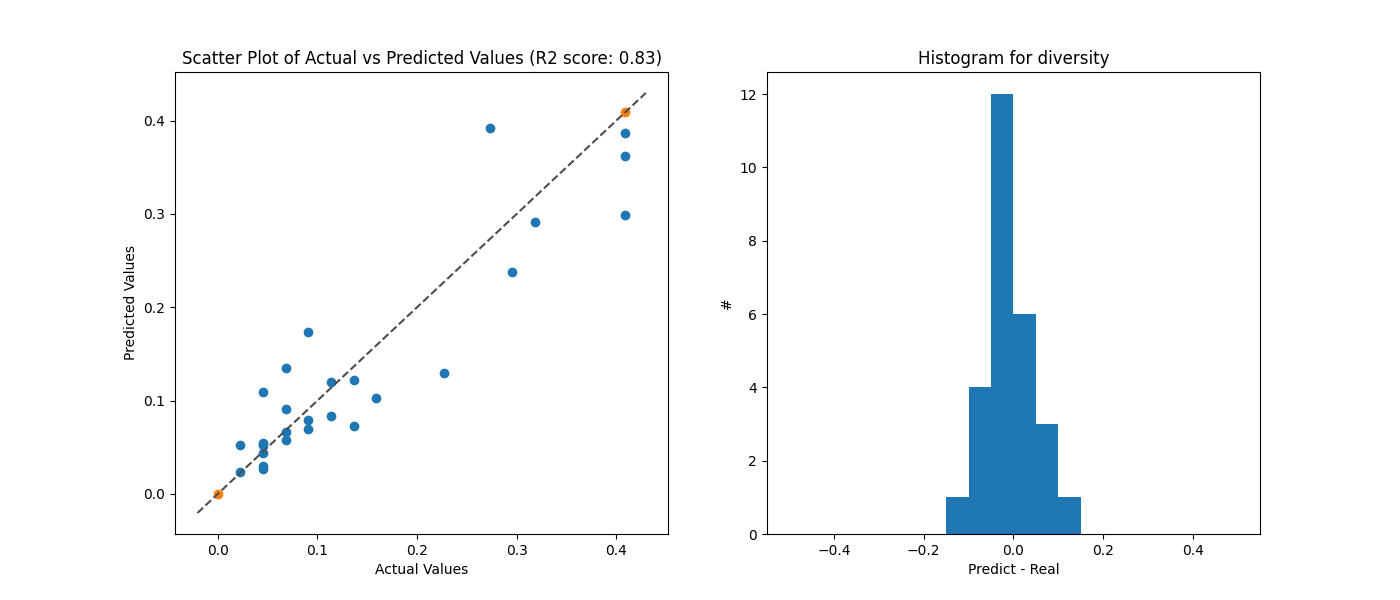 Scatter Plot of Actual vs Predicted Values (R2 score: 0.83)
0.4
0.3
0.2
0.1
0.0
Predicted Values
0.0 0.1 0.2 0.3 0.4
Actual Values
Histogram for diversity
12
10
8
6
4
2
0
#
−0.4 −0.2 0.0 0.2 0.4
Predict - Real